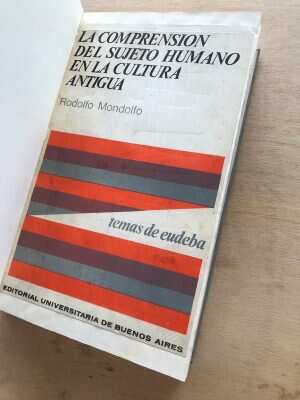 LA COMPRENSION
DEL SUJETO HUMANO
EN LA CULTURA
ANTIGUA
Rodolfo Mondolfo
temas de eudeba
EDITORIAL UNIVERSITARIA DE BUENOS AIRES